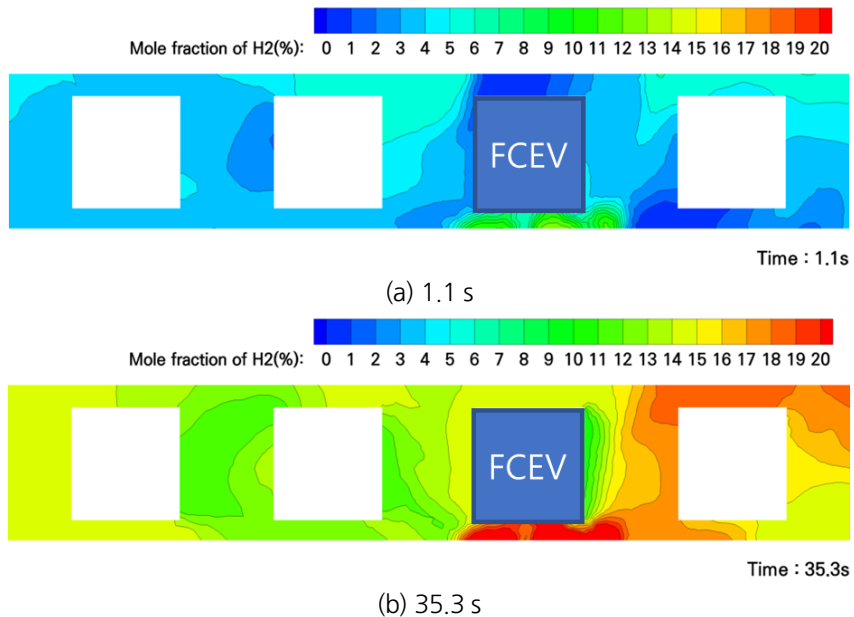 Mole fraction of H2(%): 0 1 2 3 4 5 6 7 8 9 10 11 12 13 14 15 16 17 18 19 20
FCEV
Time : 1.1s
(a) 1.1 s
Mole fraction of H2(%): 0 1 2 3 4 5 6 7 8 9 10 11 12 13 14 15 16 17 18 19 20
FCEV
Time : 35.3s
(b) 35.3 s